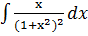 ∫ x/(1+x²)² dx